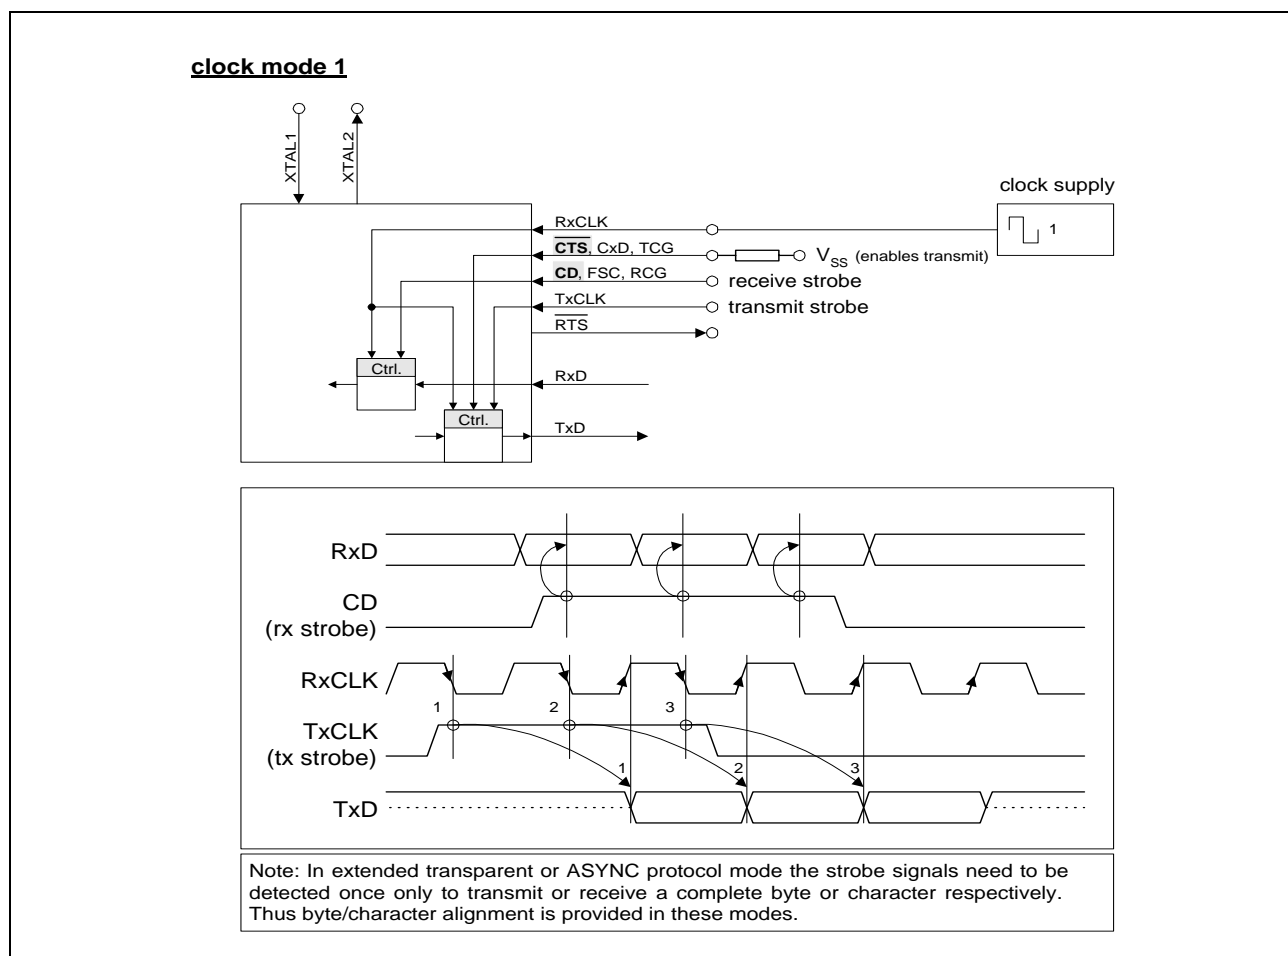 clock mode 1
XTAL1
XTAL2
clock supply
1
RxCLK
CTS, CxD, TCG
VSS (enables transmit)
CD, FSC, RCG
receive strobe
TxCLK
transmit strobe
RTS
Ctrl.
RxD
Ctrl.
TxD
RxD
CD
(rx strobe)
RxCLK
1
2
3
TxCLK
(tx strobe)
1
2
3
TxD
Note: In extended transparent or ASYNC protocol mode the strobe signals need to be
detected once only to transmit or receive a complete byte or character respectively.
Thus byte/character alignment is provided in these modes.